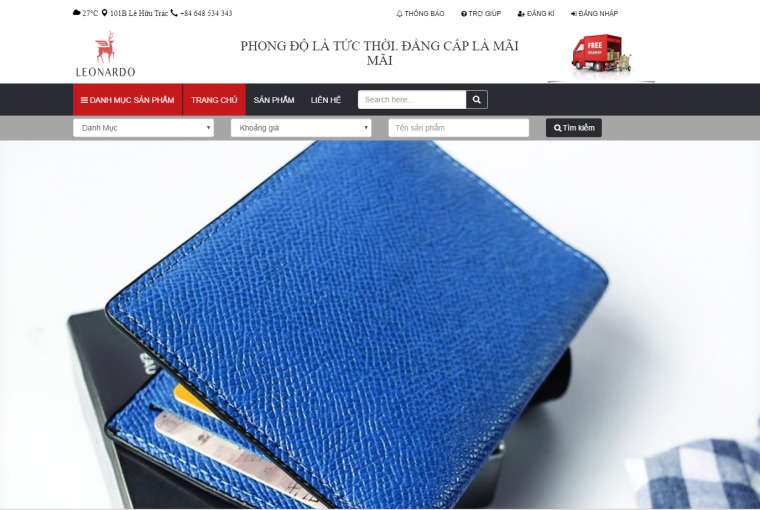 27°C 101B Lê Hữu Trác +84 648 534 343
THÔNG BÁO TRỢ GIÚP ĐĂNG KÍ ĐĂNG NHẬP
LEONARDO
PHONG ĐỘ LÀ TỨC THỜI. ĐẲNG CẤP LÀ MÃI
MÃI
FREE
DANH MỤC SẢN PHẨM TRANG CHỦ SẢN PHẨM LIÊN HỆ Search here...
Danh Mục Khoảng giá Tên sản phẩm Tìm kiếm
EAU